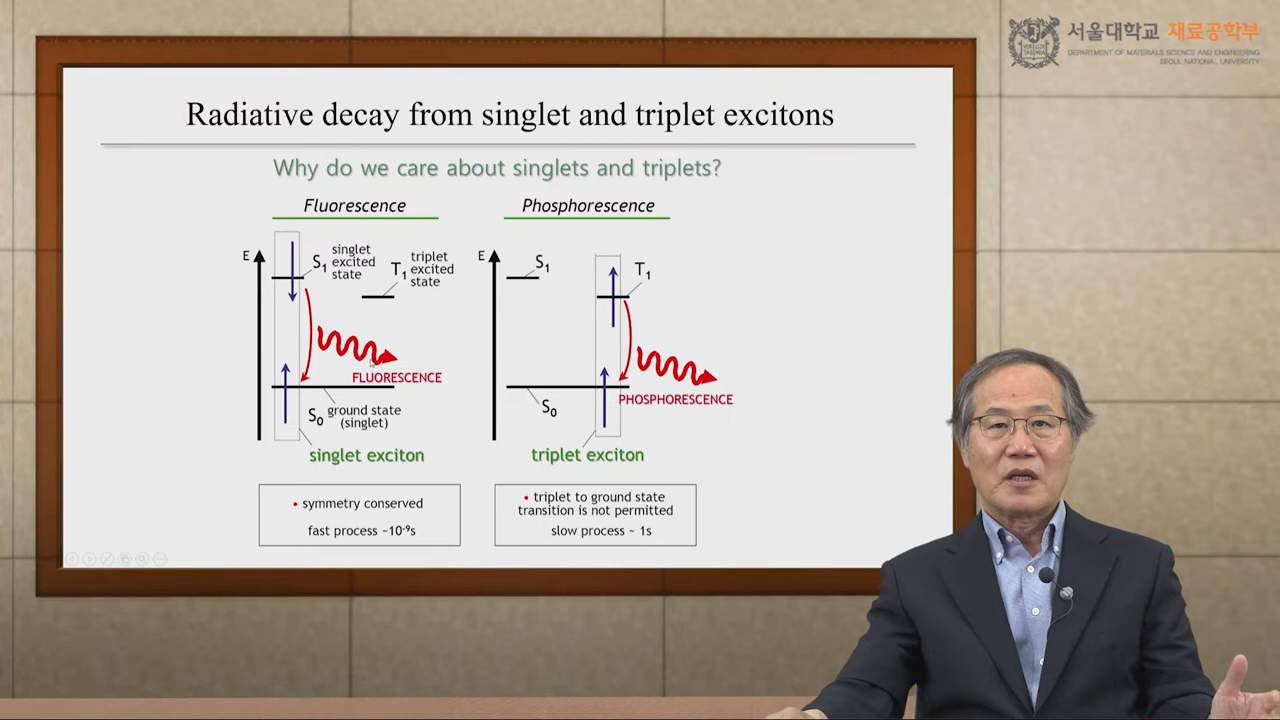 서울대학교 재료공학부
DEPARTMENT OF MATERIALS SCIENCE AND ENGINEERING
SEOUL NATIONAL UNIVERSITY
Radiative decay from singlet and triplet excitons
Why do we care about singlets and triplets?
Fluorescence
E
S1
singlet
excited
state
T1
triplet
excited
state
FLUORESCENCE
S0
ground state
(singlet)
singlet exciton
• symmetry conserved
fast process ~10⁻⁹s
Phosphorescence
E
S1
T1
PHOSPHORESCENCE
S0
triplet exciton
• triplet to ground state
transition is not permitted
slow process ~ 1s